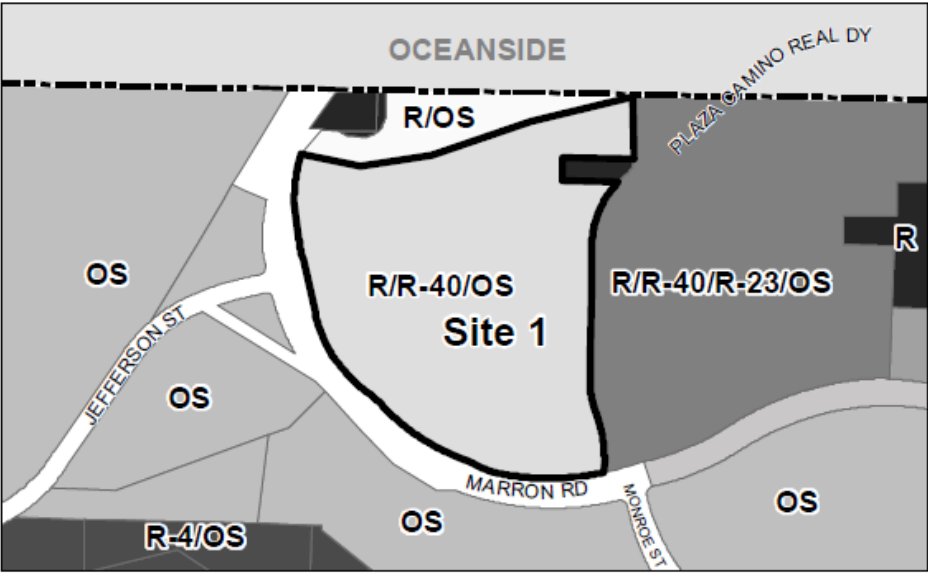 OCEANSIDE
PLAZA CAMINO REAL DY
R/OS
R
OS
R/R-40/OS
R/R-40/R-23/OS
Site 1
JEFFERSON ST
OS
MARRON RD
MONROE ST
OS
OS
R-4/OS